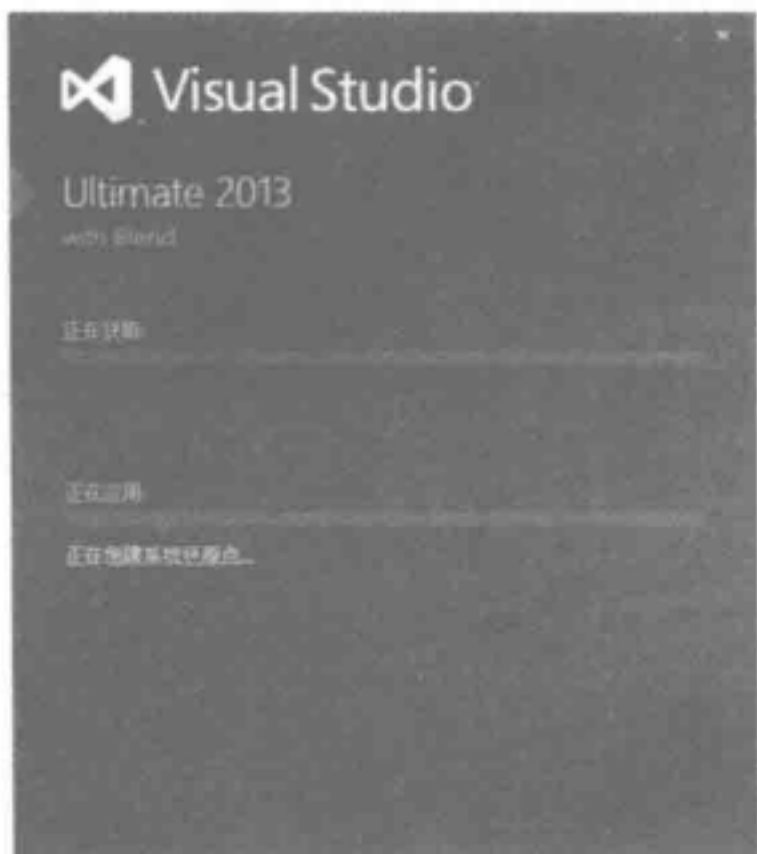 Visual Studio
Ultimate 2013
with Blend
正在获取:
正在应用:
正在创建系统还原点...